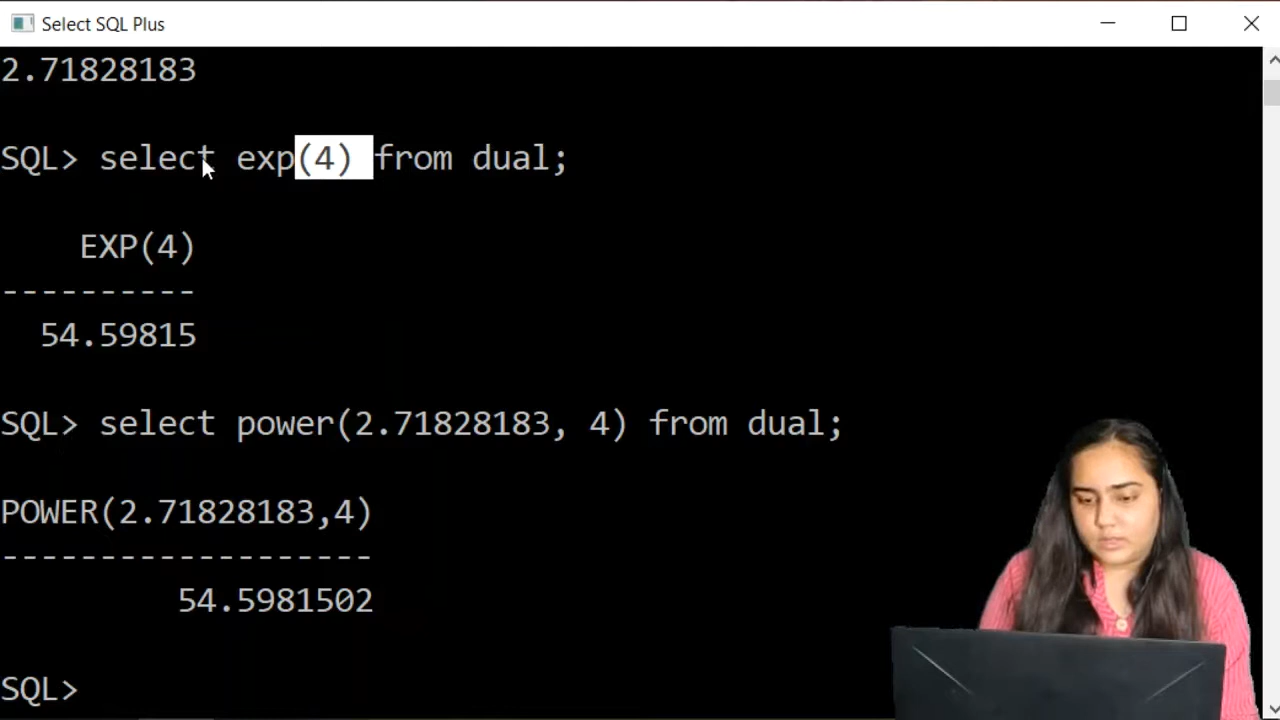 Select SQL Plus
2.71828183
SQL> select exp(4) from dual;
EXP(4)
----------
54.59815
SQL> select power(2.71828183, 4) from dual;
POWER(2.71828183,4)
-------------------
54.5981502
SQL>